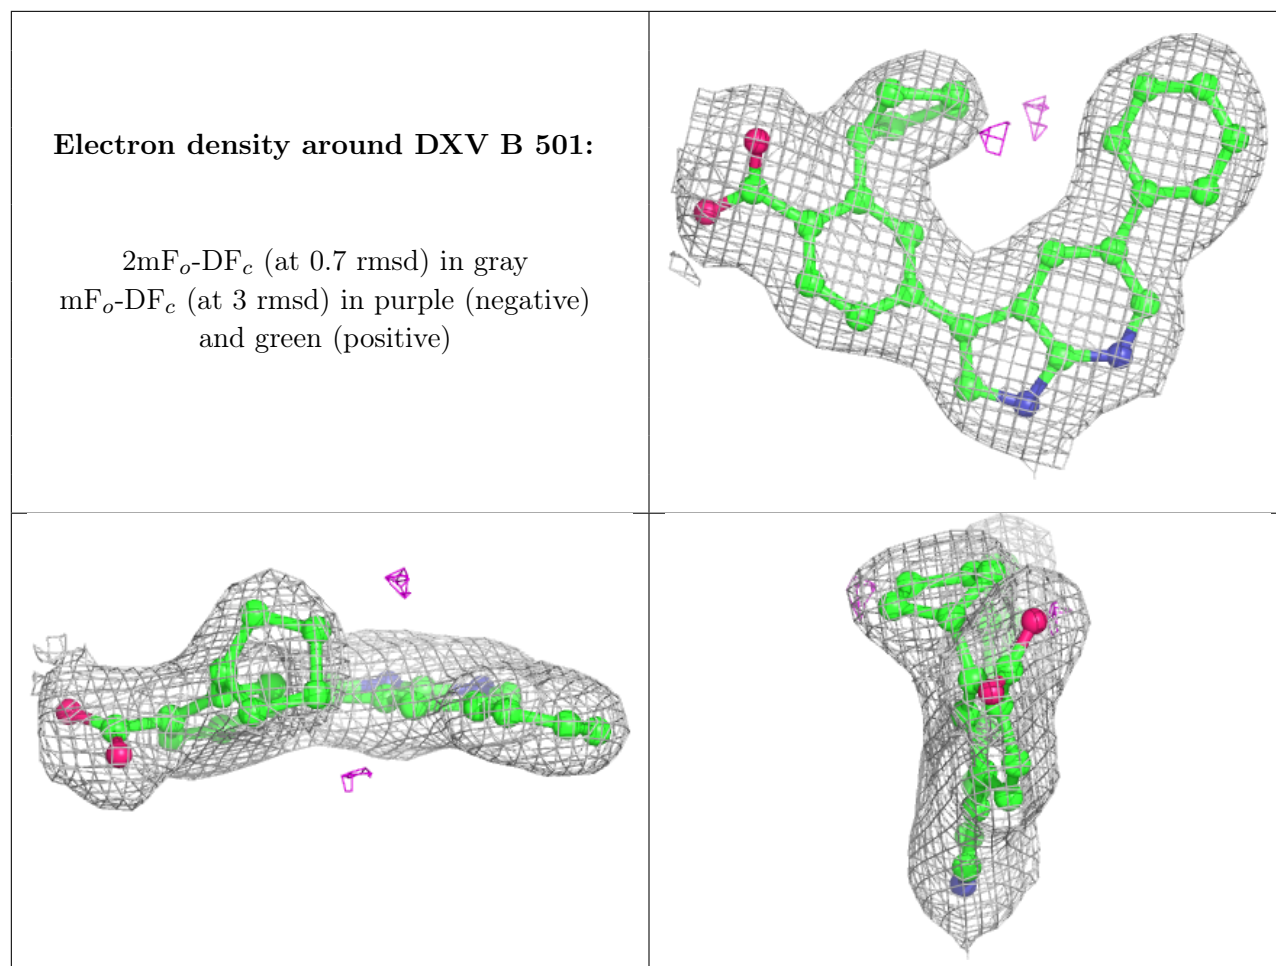 Electron density around DXV B 501:
2mFo-DFc (at 0.7 rmsd) in gray
mFo-DFc (at 3 rmsd) in purple (negative)
and green (positive)